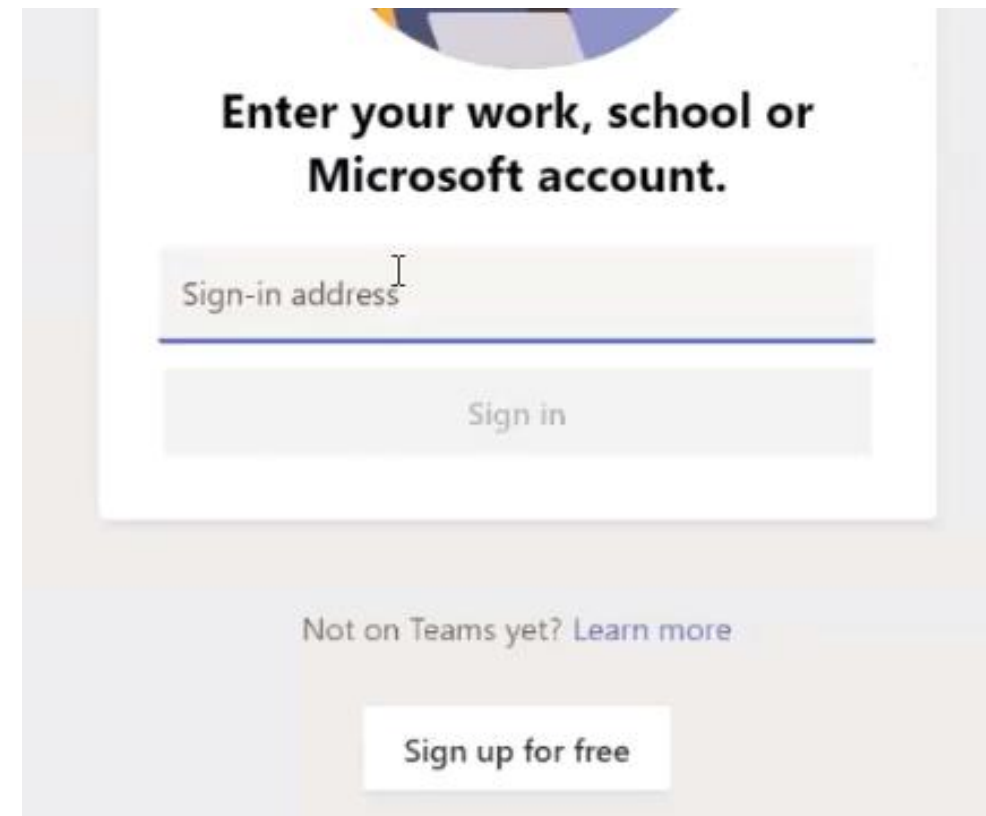 Enter your work, school or
Microsoft account.
Sign-in address
Sign in
Not on Teams yet? Learn more
Sign up for free